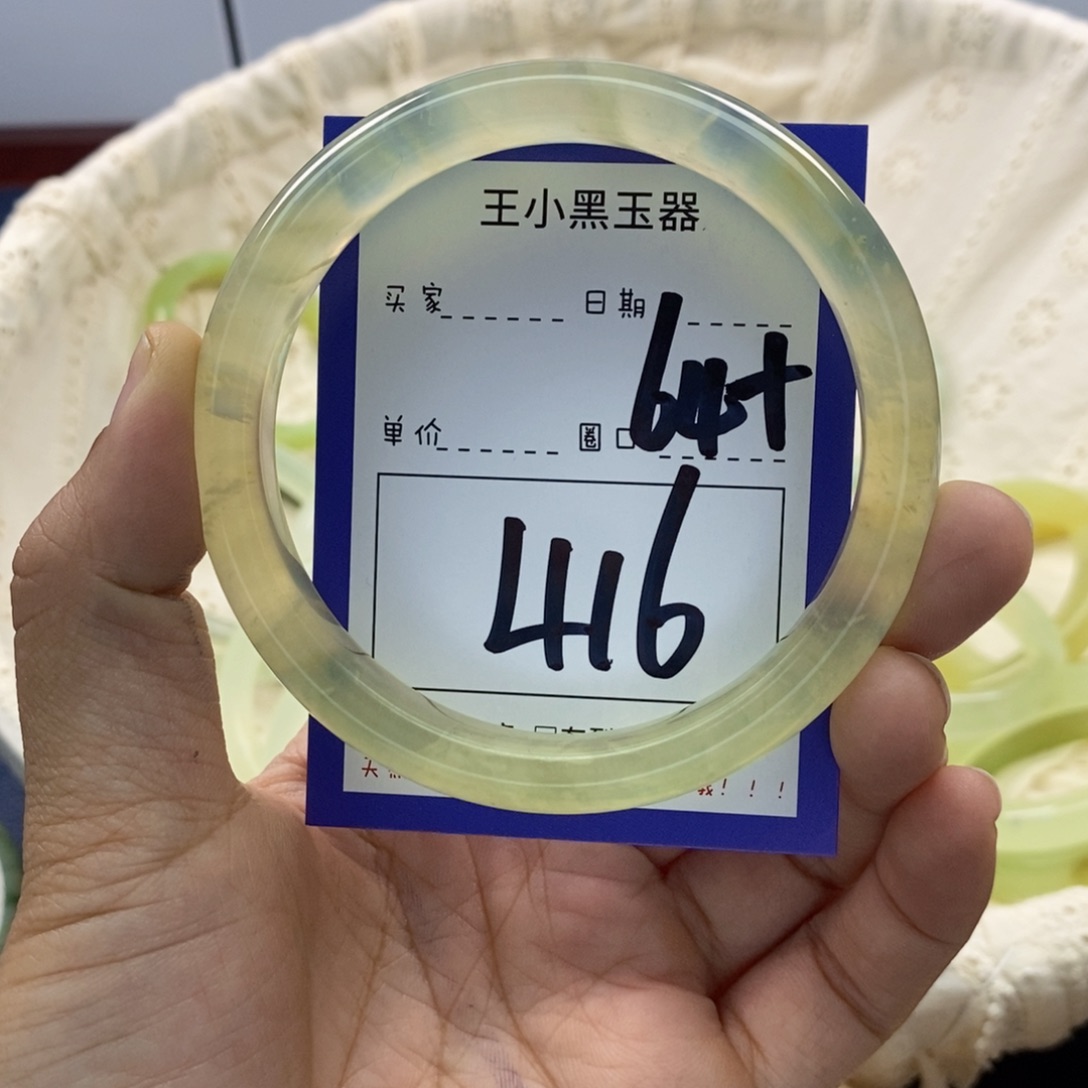 王小黑玉器
买家 日期
64+
单价 圈口
416
!!!